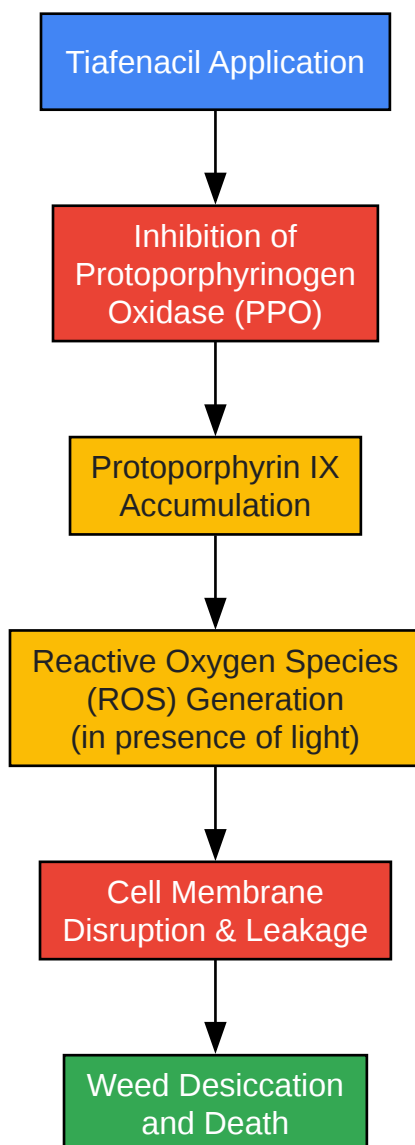 Tiafenacil Application
Inhibition of
Protoporphyrinogen
Oxidase (PPO)
Protoporphyrin IX
Accumulation
Reactive Oxygen Species
(ROS) Generation
(in presence of light)
Cell Membrane
Disruption & Leakage
Weed Desiccation
and Death